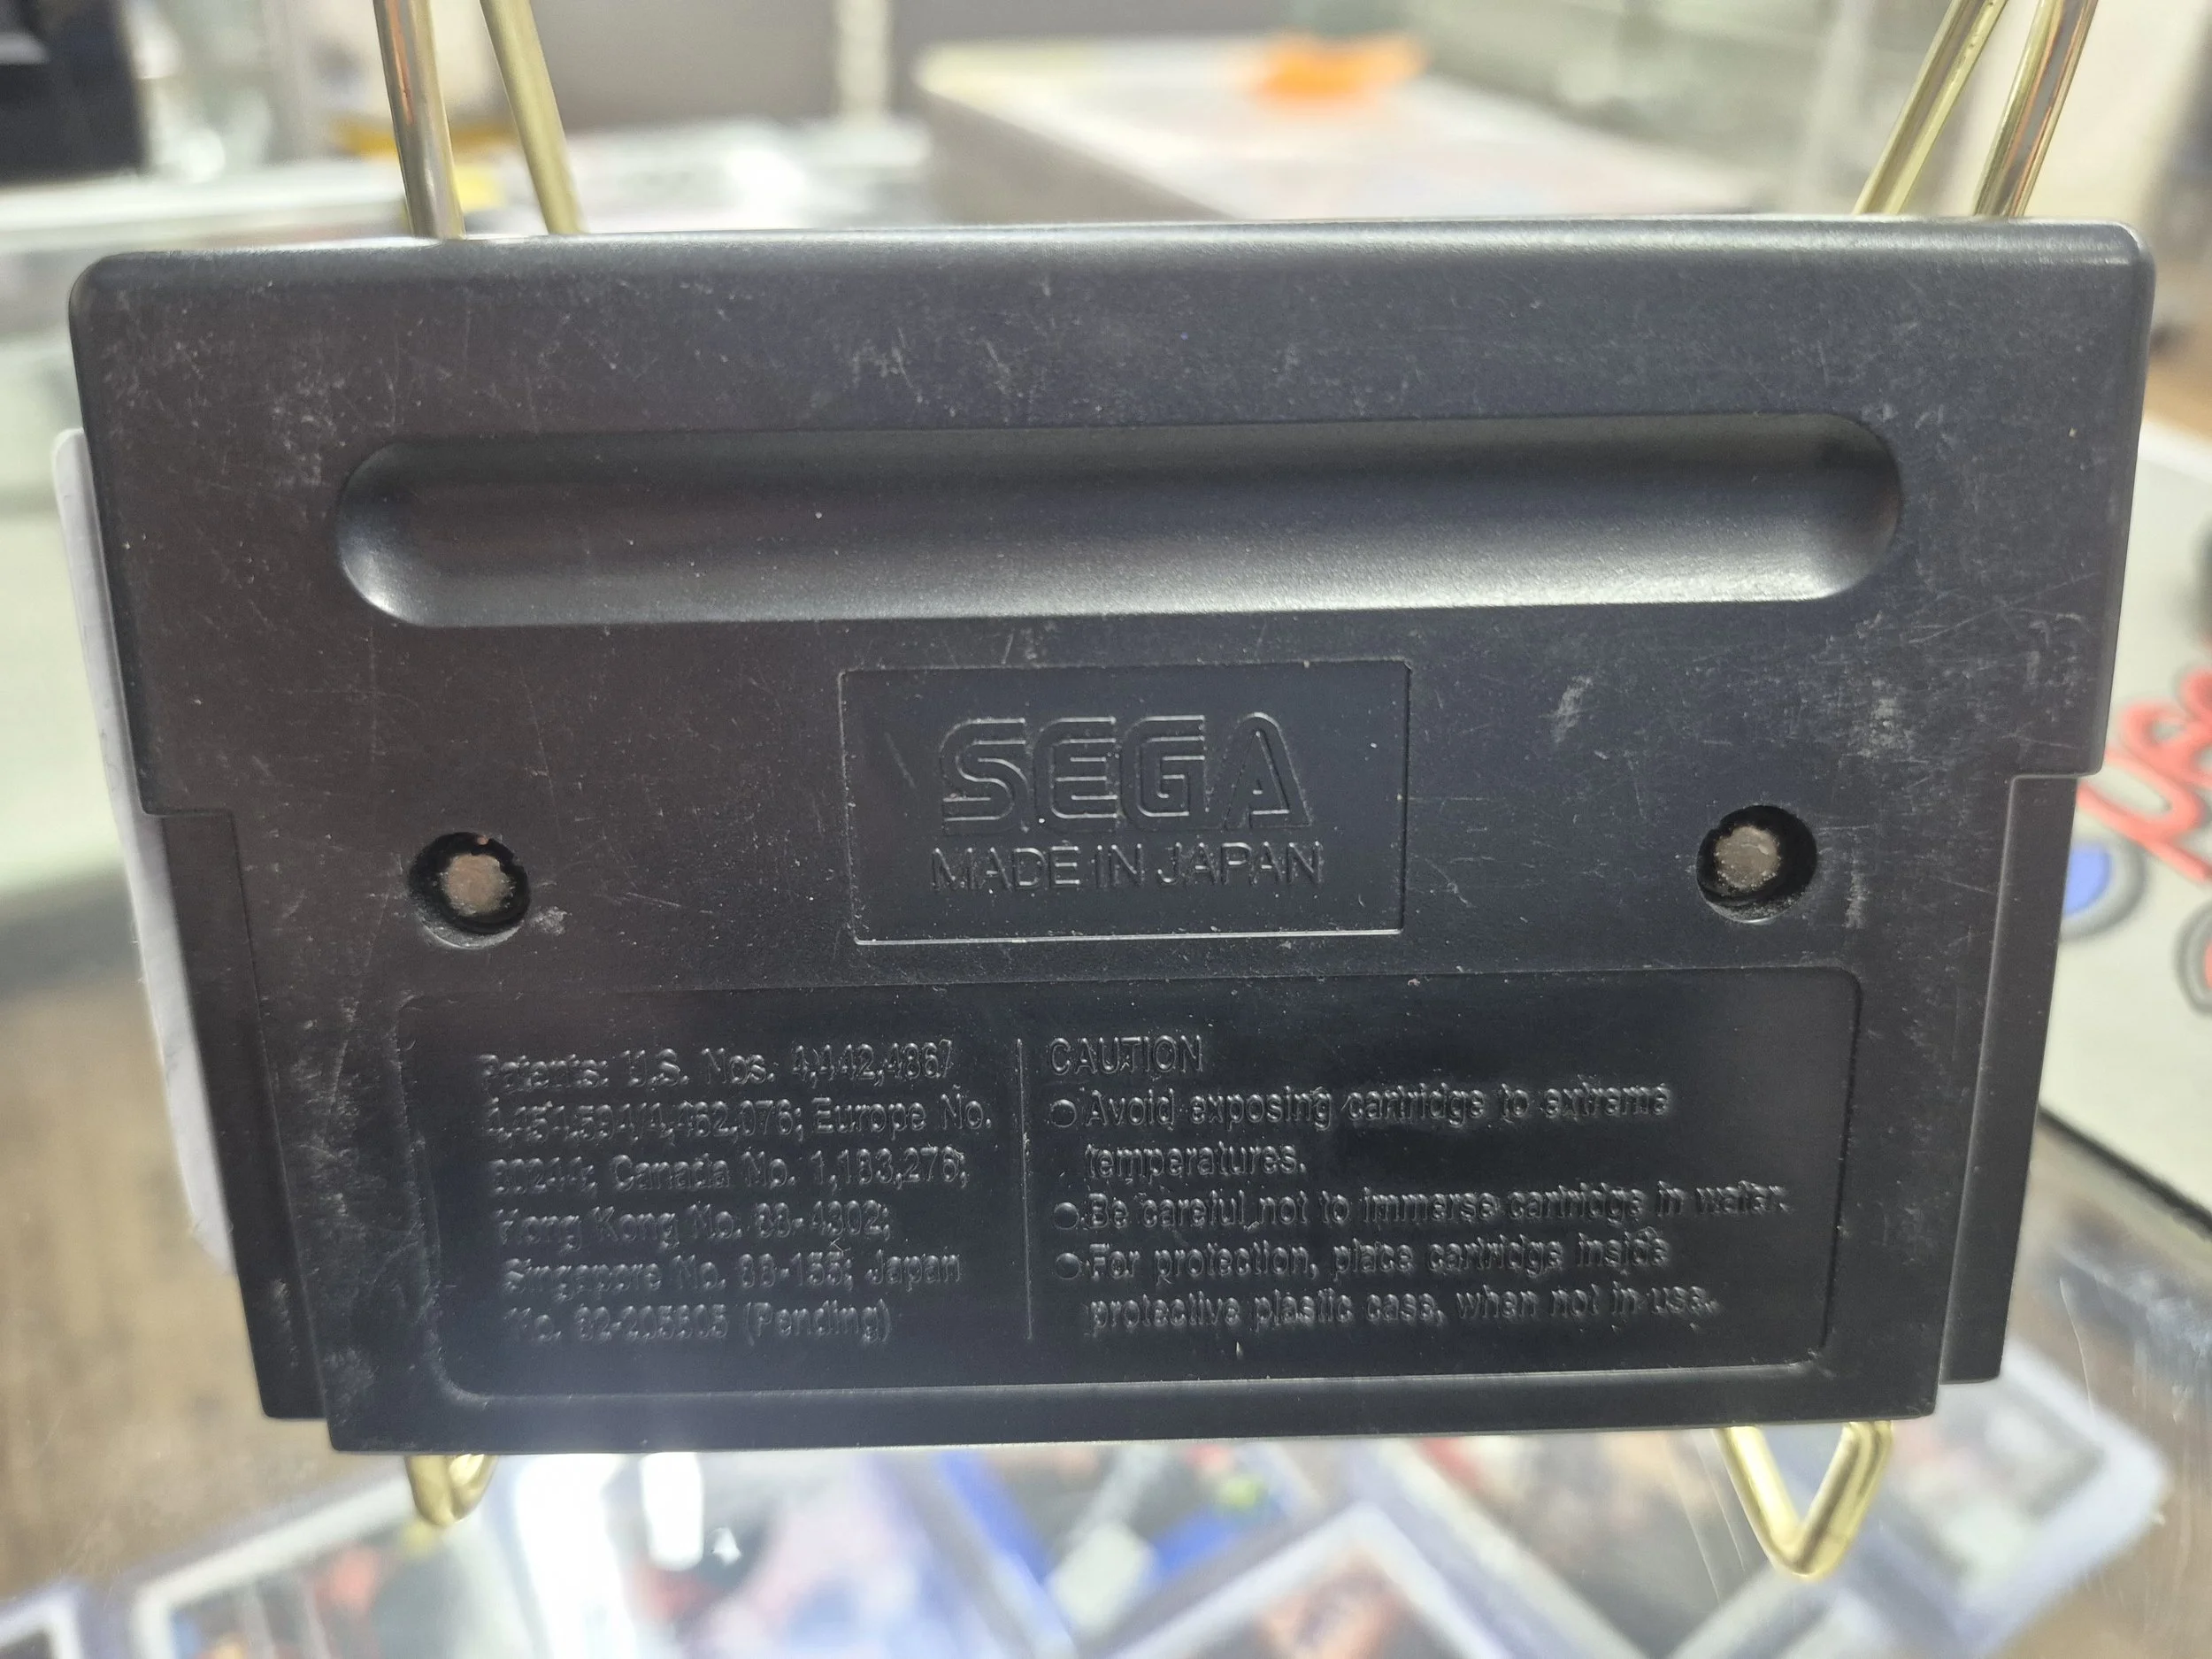 SEGA
MADE IN JAPAN
Patents: U.S. Nos. 4,442,486/
4,454,594/4,462,076; Europe No.
80244; Canada No. 1,183,276;
Hong Kong No. 88-4302;
Singapore No. 88-155; Japan
No. 82-205605 (Pending)
CAUTION
●Avoid exposing cartridge to extreme
temperatures.
●Be careful not to immerse cartridge in water.
●For protection, place cartridge inside
protective plastic case, when not in use.